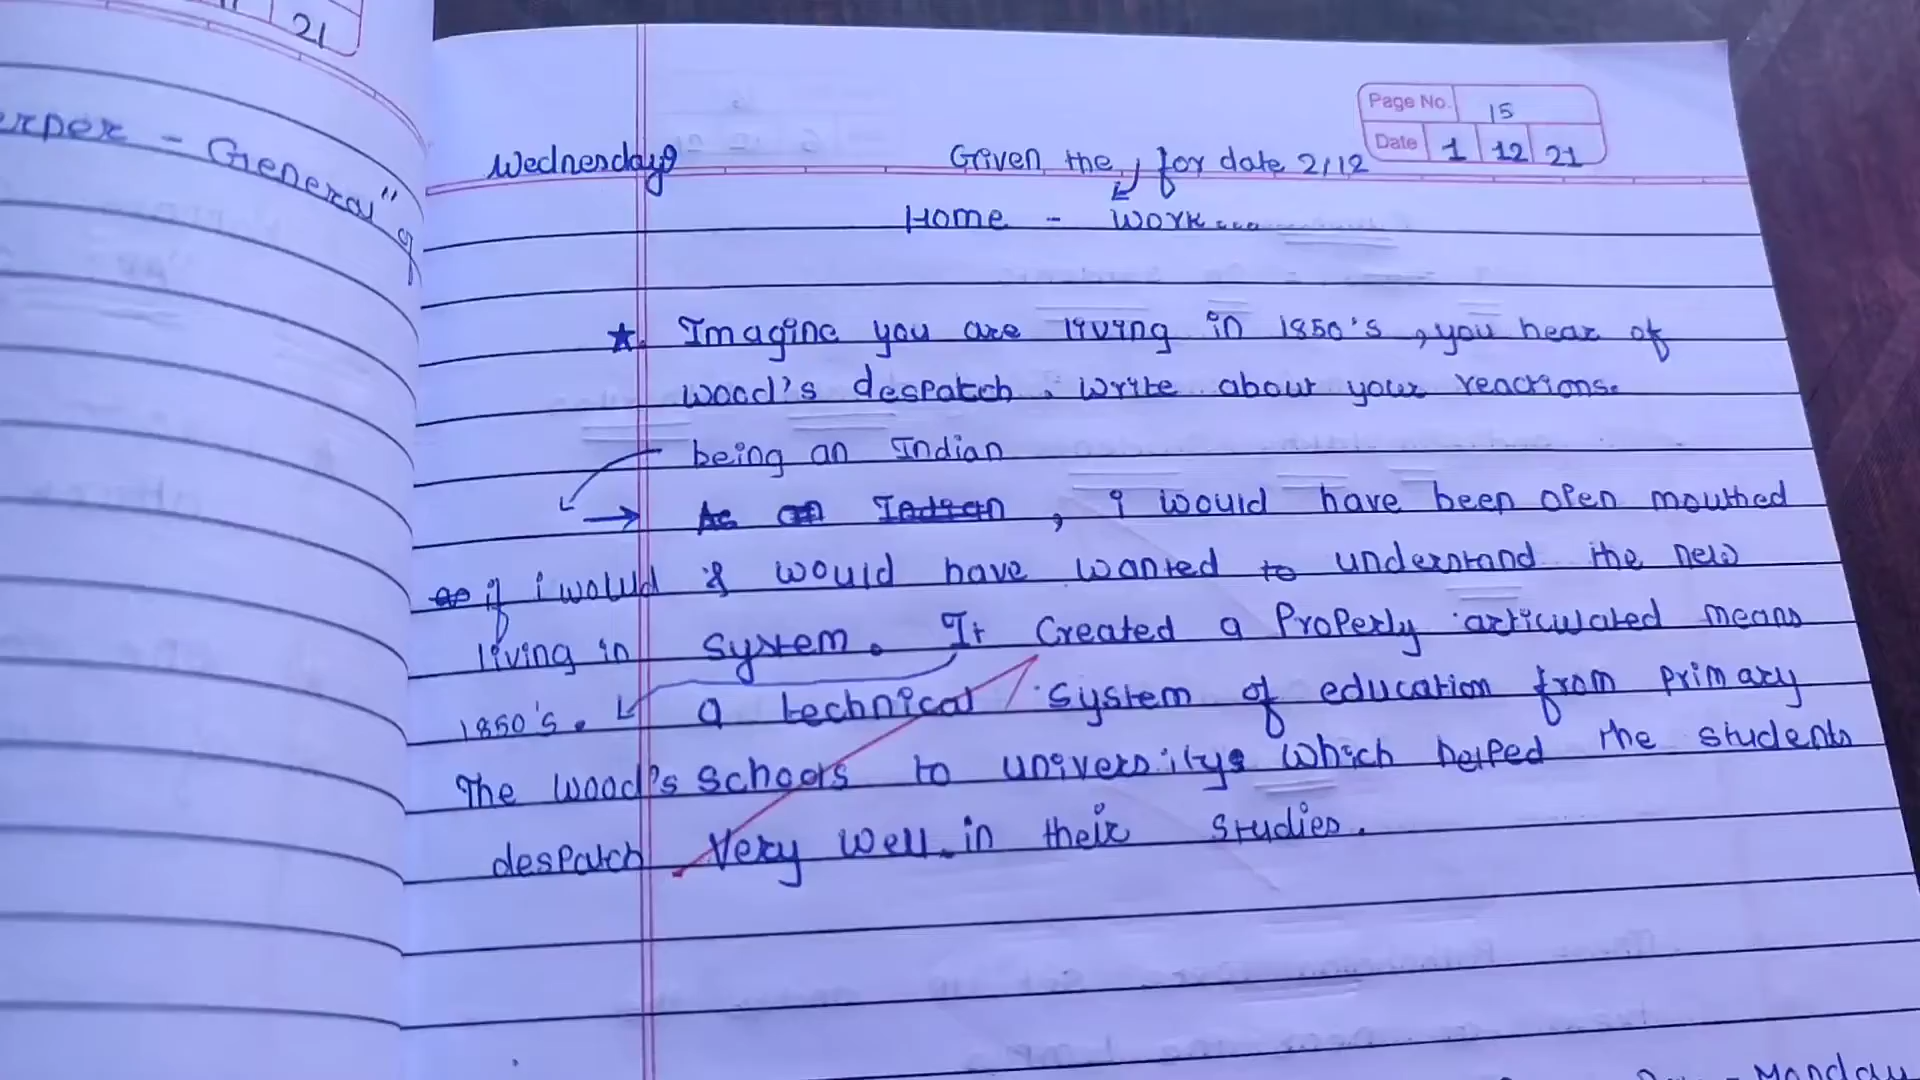 21
erper - General" of
Page No. 15
Date 1 12 21
Wednesday Given the for date 2/12
Home - Work...
★. Imagine you are living in 1850's, you hear of
wood's despatch. Write about your reactions.
being an Indian
→ As an Indian, i would have been open mouthed
as if i would & would have wanted to understand the new
living in system. It Created a Properly articulated means
1850's. a technical system of education from primary
The wood's schools to university, which helped the students
despatch Very well in their studies.
Monday